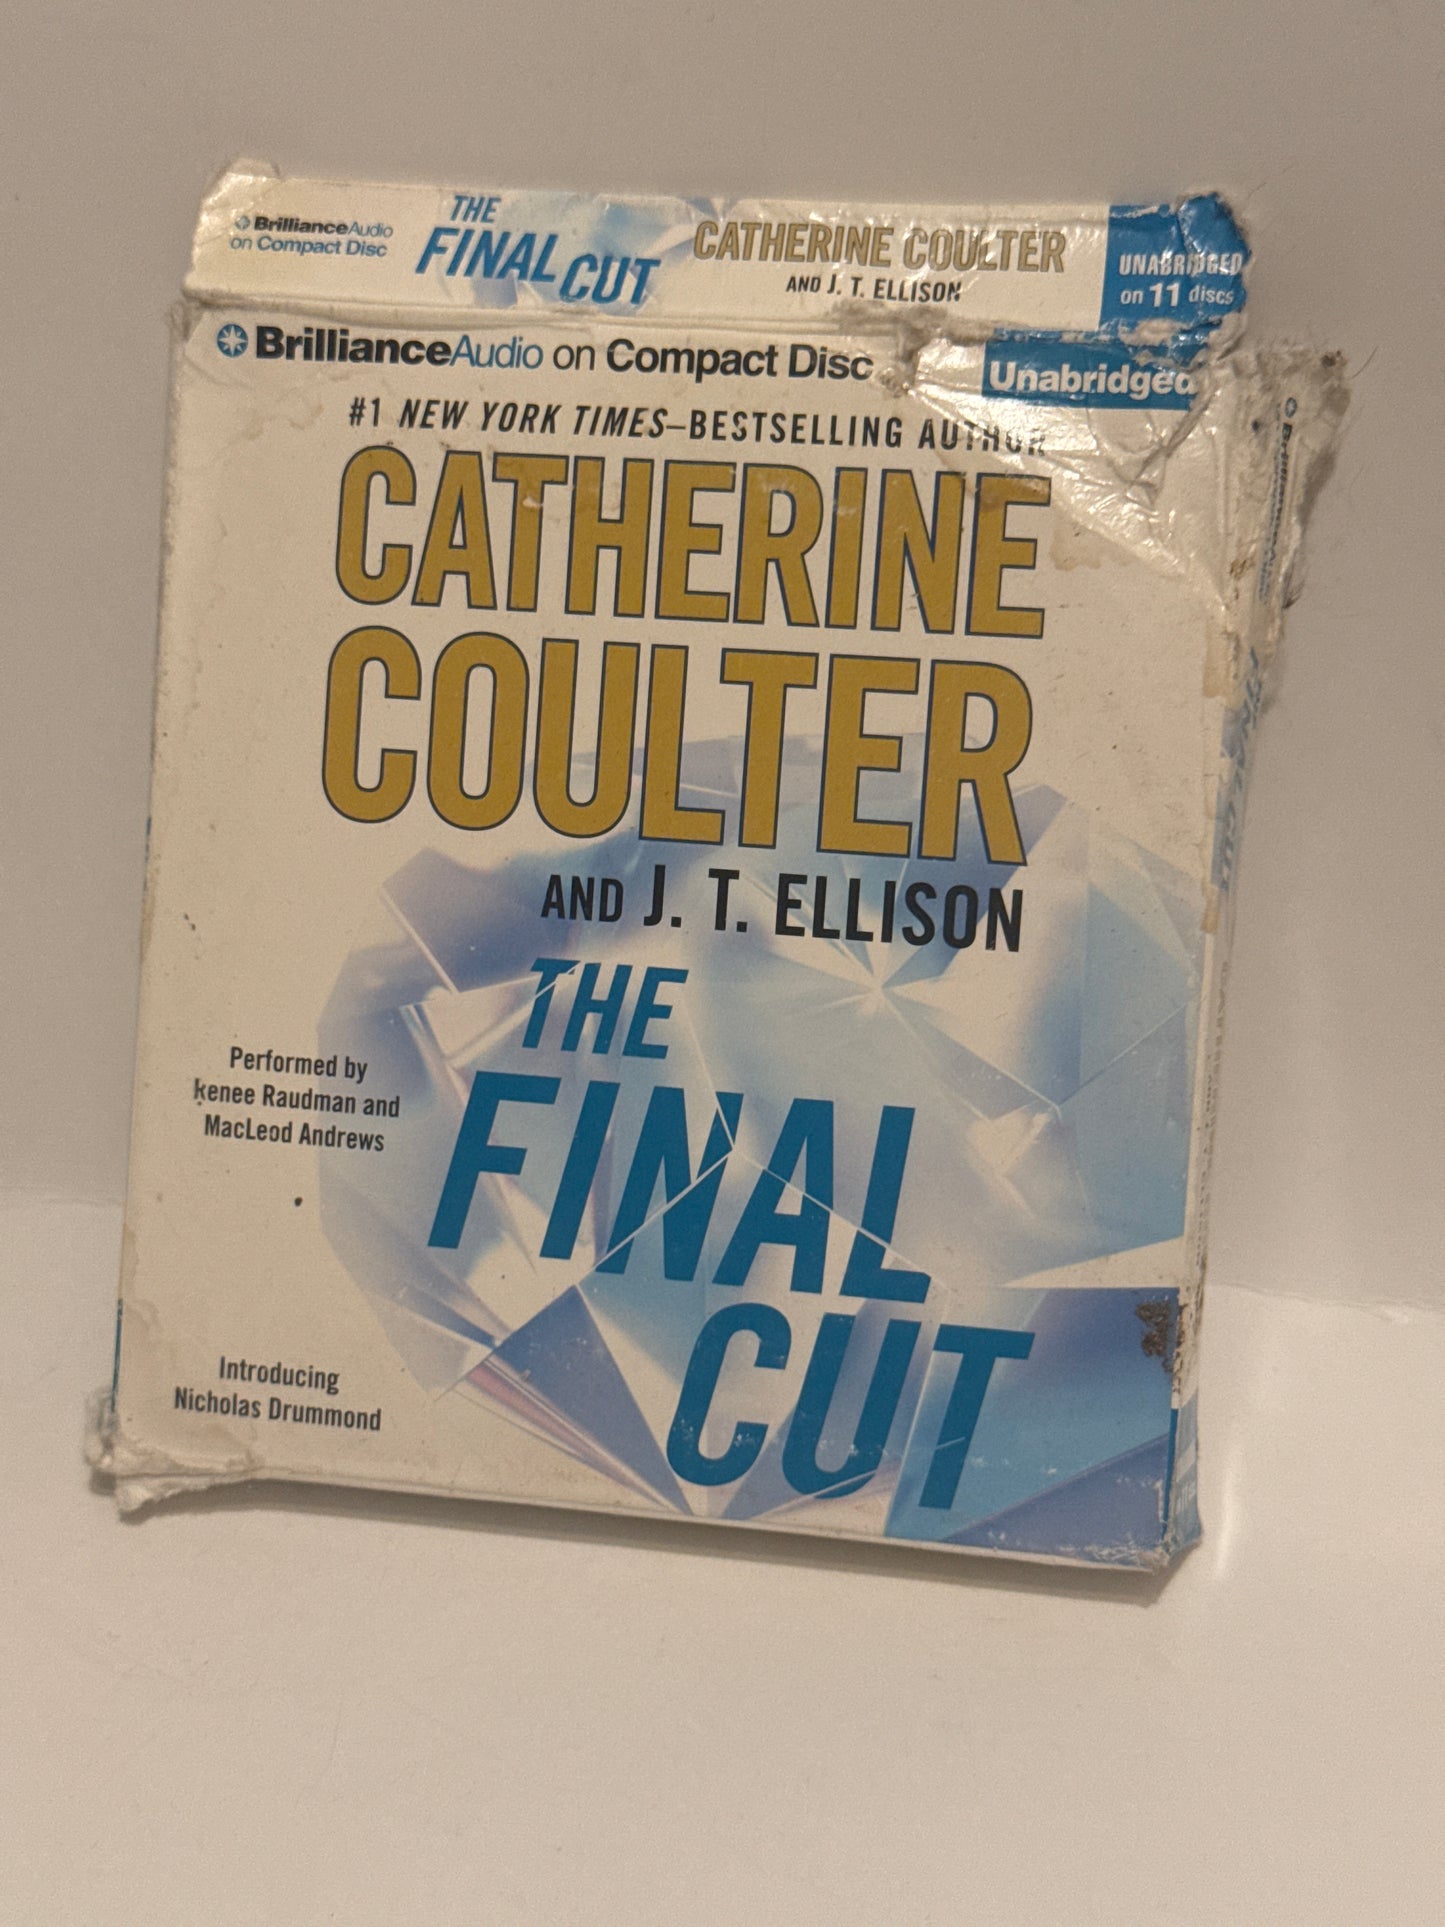 BrillianceAudio
on Compact Disc
THE
FINAL CUT
CATHERINE COULTER
AND J. T. ELLISON
UNABRIDGED
on 11 discs
BrillianceAudio on Compact Disc
Unabridged
#1 NEW YORK TIMES–BESTSELLING AUTHOR
CATHERINE
COULTER
AND J. T. ELLISON
THE
FINAL
CUT
Performed by
Renee Raudman and
MacLeod Andrews
Introducing
Nicholas Drummond